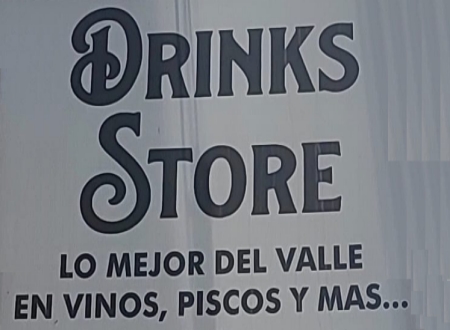 DRINKS
STORE
LO MEJOR DEL VALLE
EN VINOS, PISCOS Y MAS...